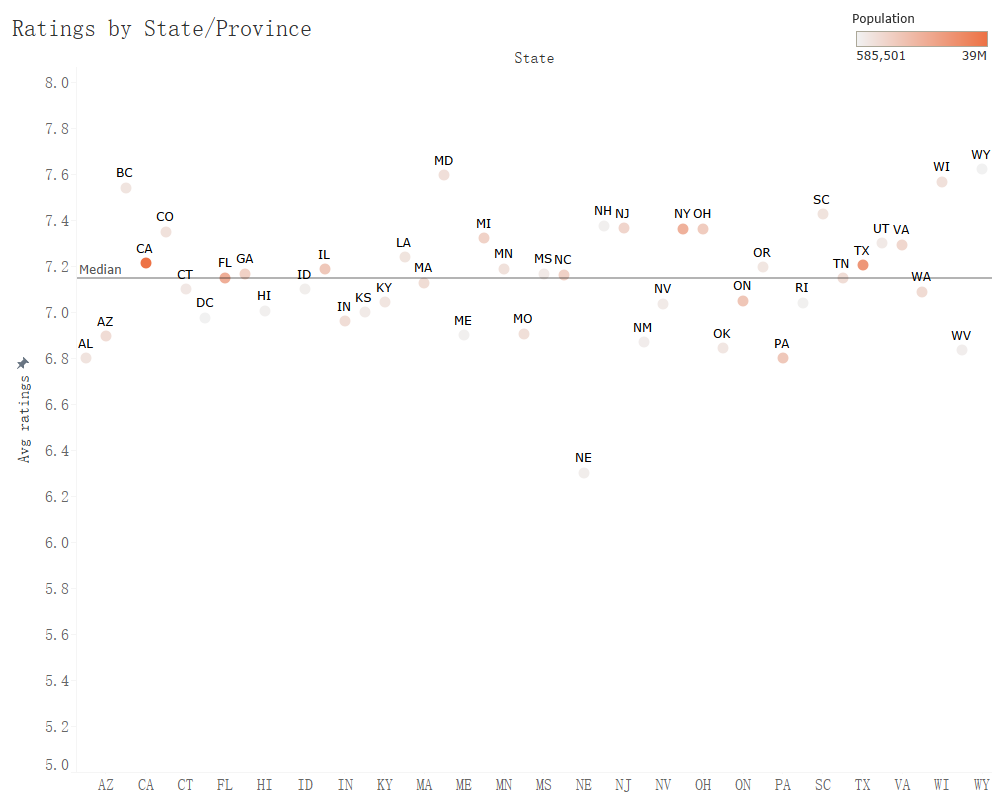 Ratings by State/Province
Population
585,501 39M
State
8.0
7.8
7.6
7.4
7.2
7.0
6.8
6.6
6.4
6.2
6.0
5.8
5.6
5.4
5.2
5.0
Avg ratings
Median
AL
AZ
BC
CA
CO
CT
DC
FL
GA
HI
ID
IL
IN
KS
KY
LA
MA
MD
ME
MI
MN
MO
MS
NC
NE
NH
NJ
NM
NV
NY
OH
OK
ON
OR
PA
RI
SC
TN
TX
UT
VA
WA
WI
WV
WY
AZ CA CT FL HI ID IN KY MA ME MN MS NE NJ NV OH ON PA SC TX VA WI WY